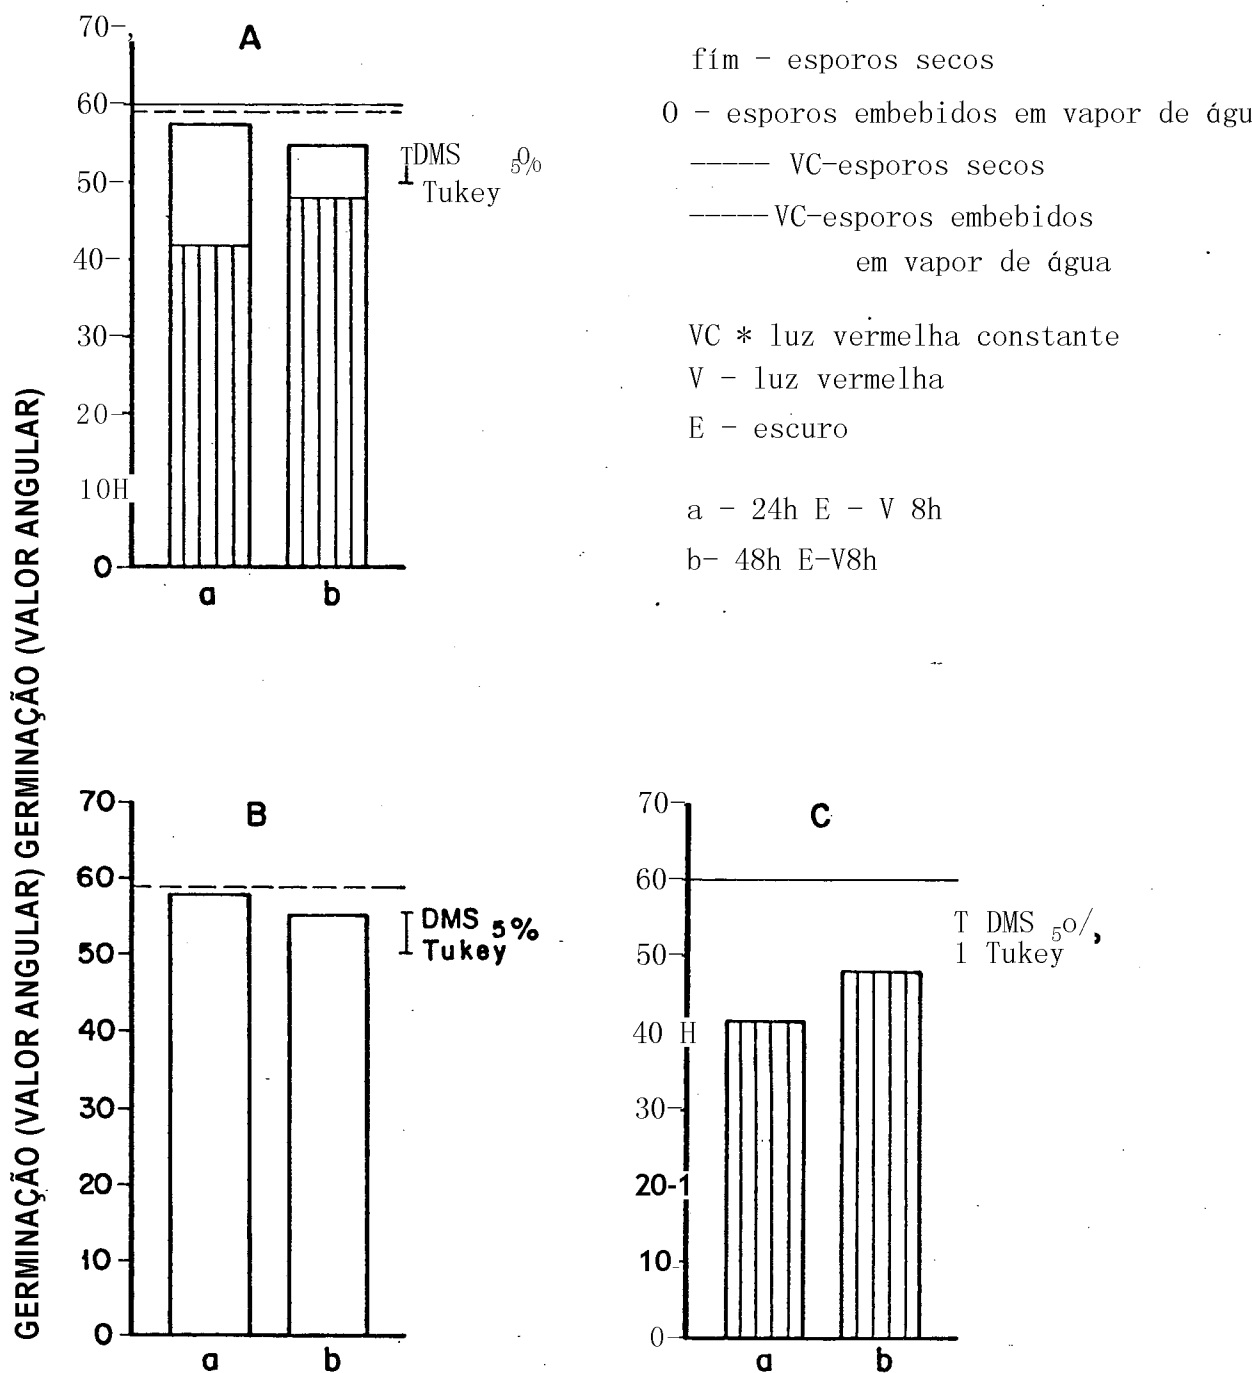 GERMINAÇÃO (VALOR ANGULAR) GERMINAÇÃO (VALOR ANGULAR)
A
70-
60-
50-
40-
30-
20-
10H
0-
a b
DMS 5%
Tukey
fím - esporos secos
O - esporos embebidos em vapor de águ
----- VC-esporos secos
-----VC-esporos embebidos
em vapor de água
VC * luz vermelha constante
V - luz vermelha
E - escuro
a - 24h E - V 8h
b- 48h E-V8h
B
70
60
50
40
30
20
10
0
a b
DMS 5%
Tukey
C
70-
60-
50-
40 H
30-
20-1
10-
0-
a b
T DMS 5o/,
1 Tukey